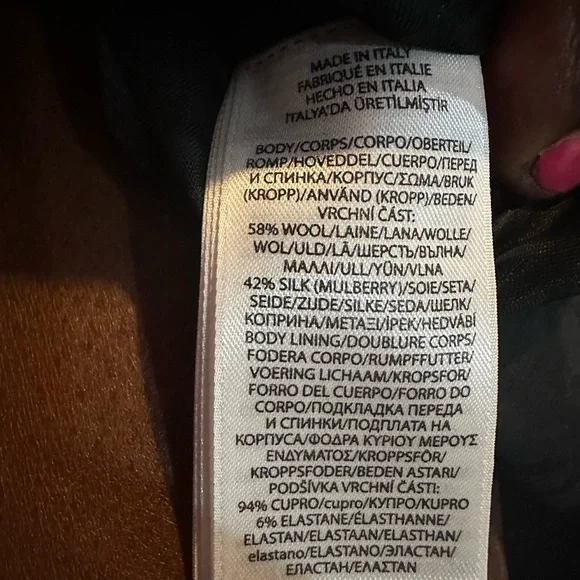 MADE IN ITALY
FABRIQUÉ EN ITALIE
HECHO EN ITALIA
ITALYA'DA ÜRETİLMİŞTİR
BODY/CORPS/CORPO/OBERTEIL/
ROMP/HOVEDDEL/CUERPO/ПЕРЕД
И СПИНКА/КОРПУС/ΣΩΜΑ/BRUK
(KROPP)/ANVÄND (KROPP)/BEDEN/
VRCHNÍ ČÁST:
58% WOOL/LAINE/LANA/WOLLE/
WOL/ULD/LÃ/ШЕРСТЬ/ВЪЛНА/
ΜΑΛΛΙ/ULL/YÜN/VLNA
42% SILK (MULBERRY)/SOIE/SETA/
SEIDE/ZIJDE/SILKE/SEDA/ШЕЛК/
КОПРИНА/ΜΕΤΑΞΙ/İPEK/HEDVÁBÍ
BODY LINING/DOUBLURE CORPS/
FODERA CORPO/RUMPFFUTTER/
VOERING LICHAAM/KROPSFOR/
FORRO DEL CUERPO/FORRO DO
CORPO/ПОДКЛАДКА ПЕРЕДА
И СПИНКИ/ПОДПЛАТА НА
КОРПУСА/ΦΟΔΡΑ ΚΥΡΙΟΥ ΜΕΡΟΥΣ
ΕΝΔΥΜΑΤΟΣ/KROPPSFÔR/
KROPPSFODER/BEDEN ASTARI/
PODŠÍVKA VRCHNÍ ČÁSTI:
94% CUPRO/cupro/КУПРО/KUPRO
6% ELASTANE/ÉLASTHANNE/
ELASTAN/ELASTAAN/ELASTHAN/
elastano/ELASTANO/ЭЛАСТАН/
ЕЛАСТАН/ΕΛΑΣΤΑΝ